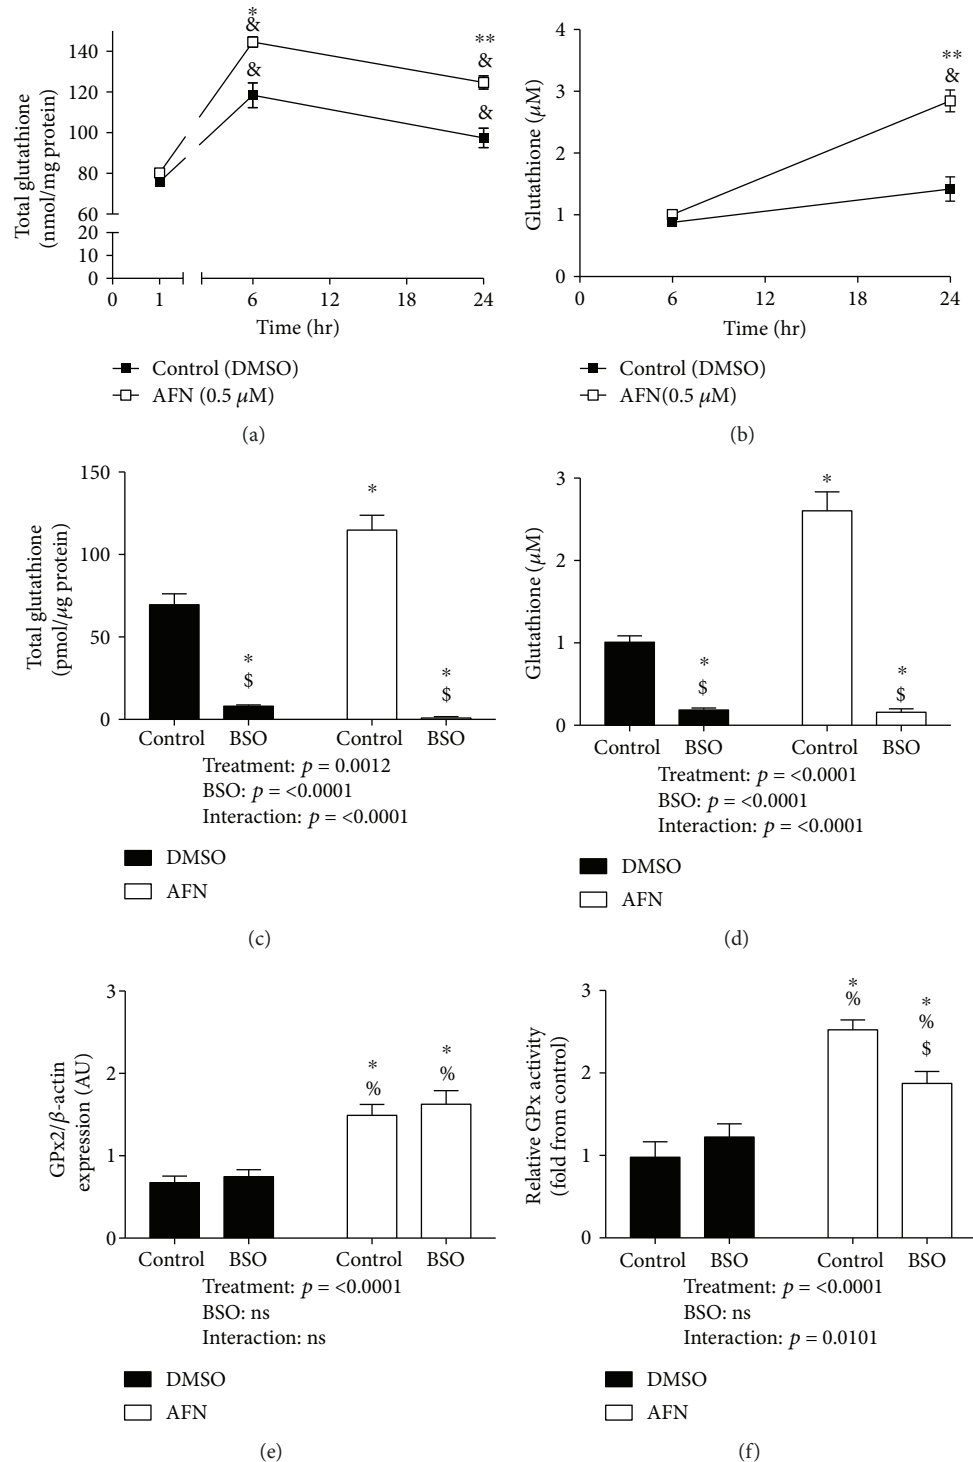 Total glutathione
(nmol/mg protein)
140
120
100
80
60
20
10
0
*
&
&
**
&
&
0 1 6 12 18 24
Time (hr)
Control (DMSO)
AFN (0.5 μM)
(a)
Glutathione (μM)
4
3
2
1
0
**
&
0 6 12 18 24
Time (hr)
Control (DMSO)
AFN(0.5 μM)
(b)
Total glutathione
(pmol/μg protein)
150
100
50
0
*
$
*
*
$
Control BSO Control BSO
Treatment: p = 0.0012
BSO: p = <0.0001
Interaction: p = <0.0001
DMSO
AFN
(c)
Glutathione (μM)
3
2
1
0
*
$
*
*
$
Control BSO Control BSO
Treatment: p = <0.0001
BSO: p = <0.0001
Interaction: p = <0.0001
DMSO
AFN
(d)
GPx2/β-actin
expression (AU)
3
2
1
0
*
%
*
%
Control BSO Control BSO
Treatment: p = <0.0001
BSO: ns
Interaction: ns
DMSO
AFN
(e)
Relative GPx activity
(fold from control)
3
2
1
0
*
%
*
%
$
Control BSO Control BSO
Treatment: p = <0.0001
BSO: ns
Interaction: p = 0.0101
DMSO
AFN
(f)